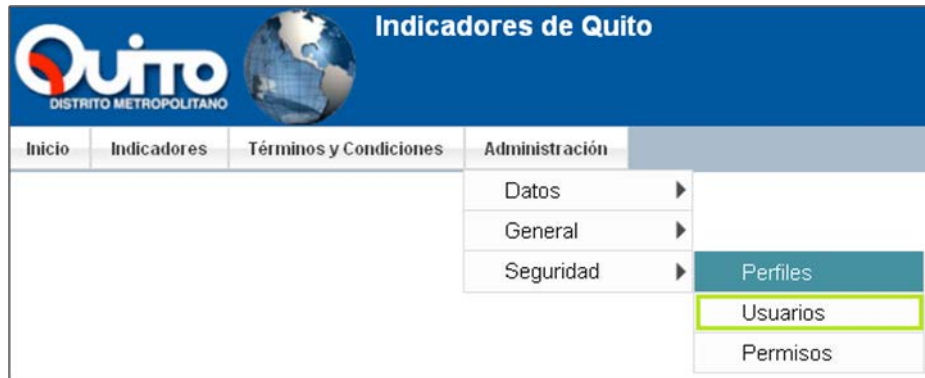 Indicadores de Quito
QUITO
DISTRITO METROPOLITANO
Inicio Indicadores Términos y Condiciones Administración
Datos
General
Seguridad Perfiles
Usuarios
Permisos